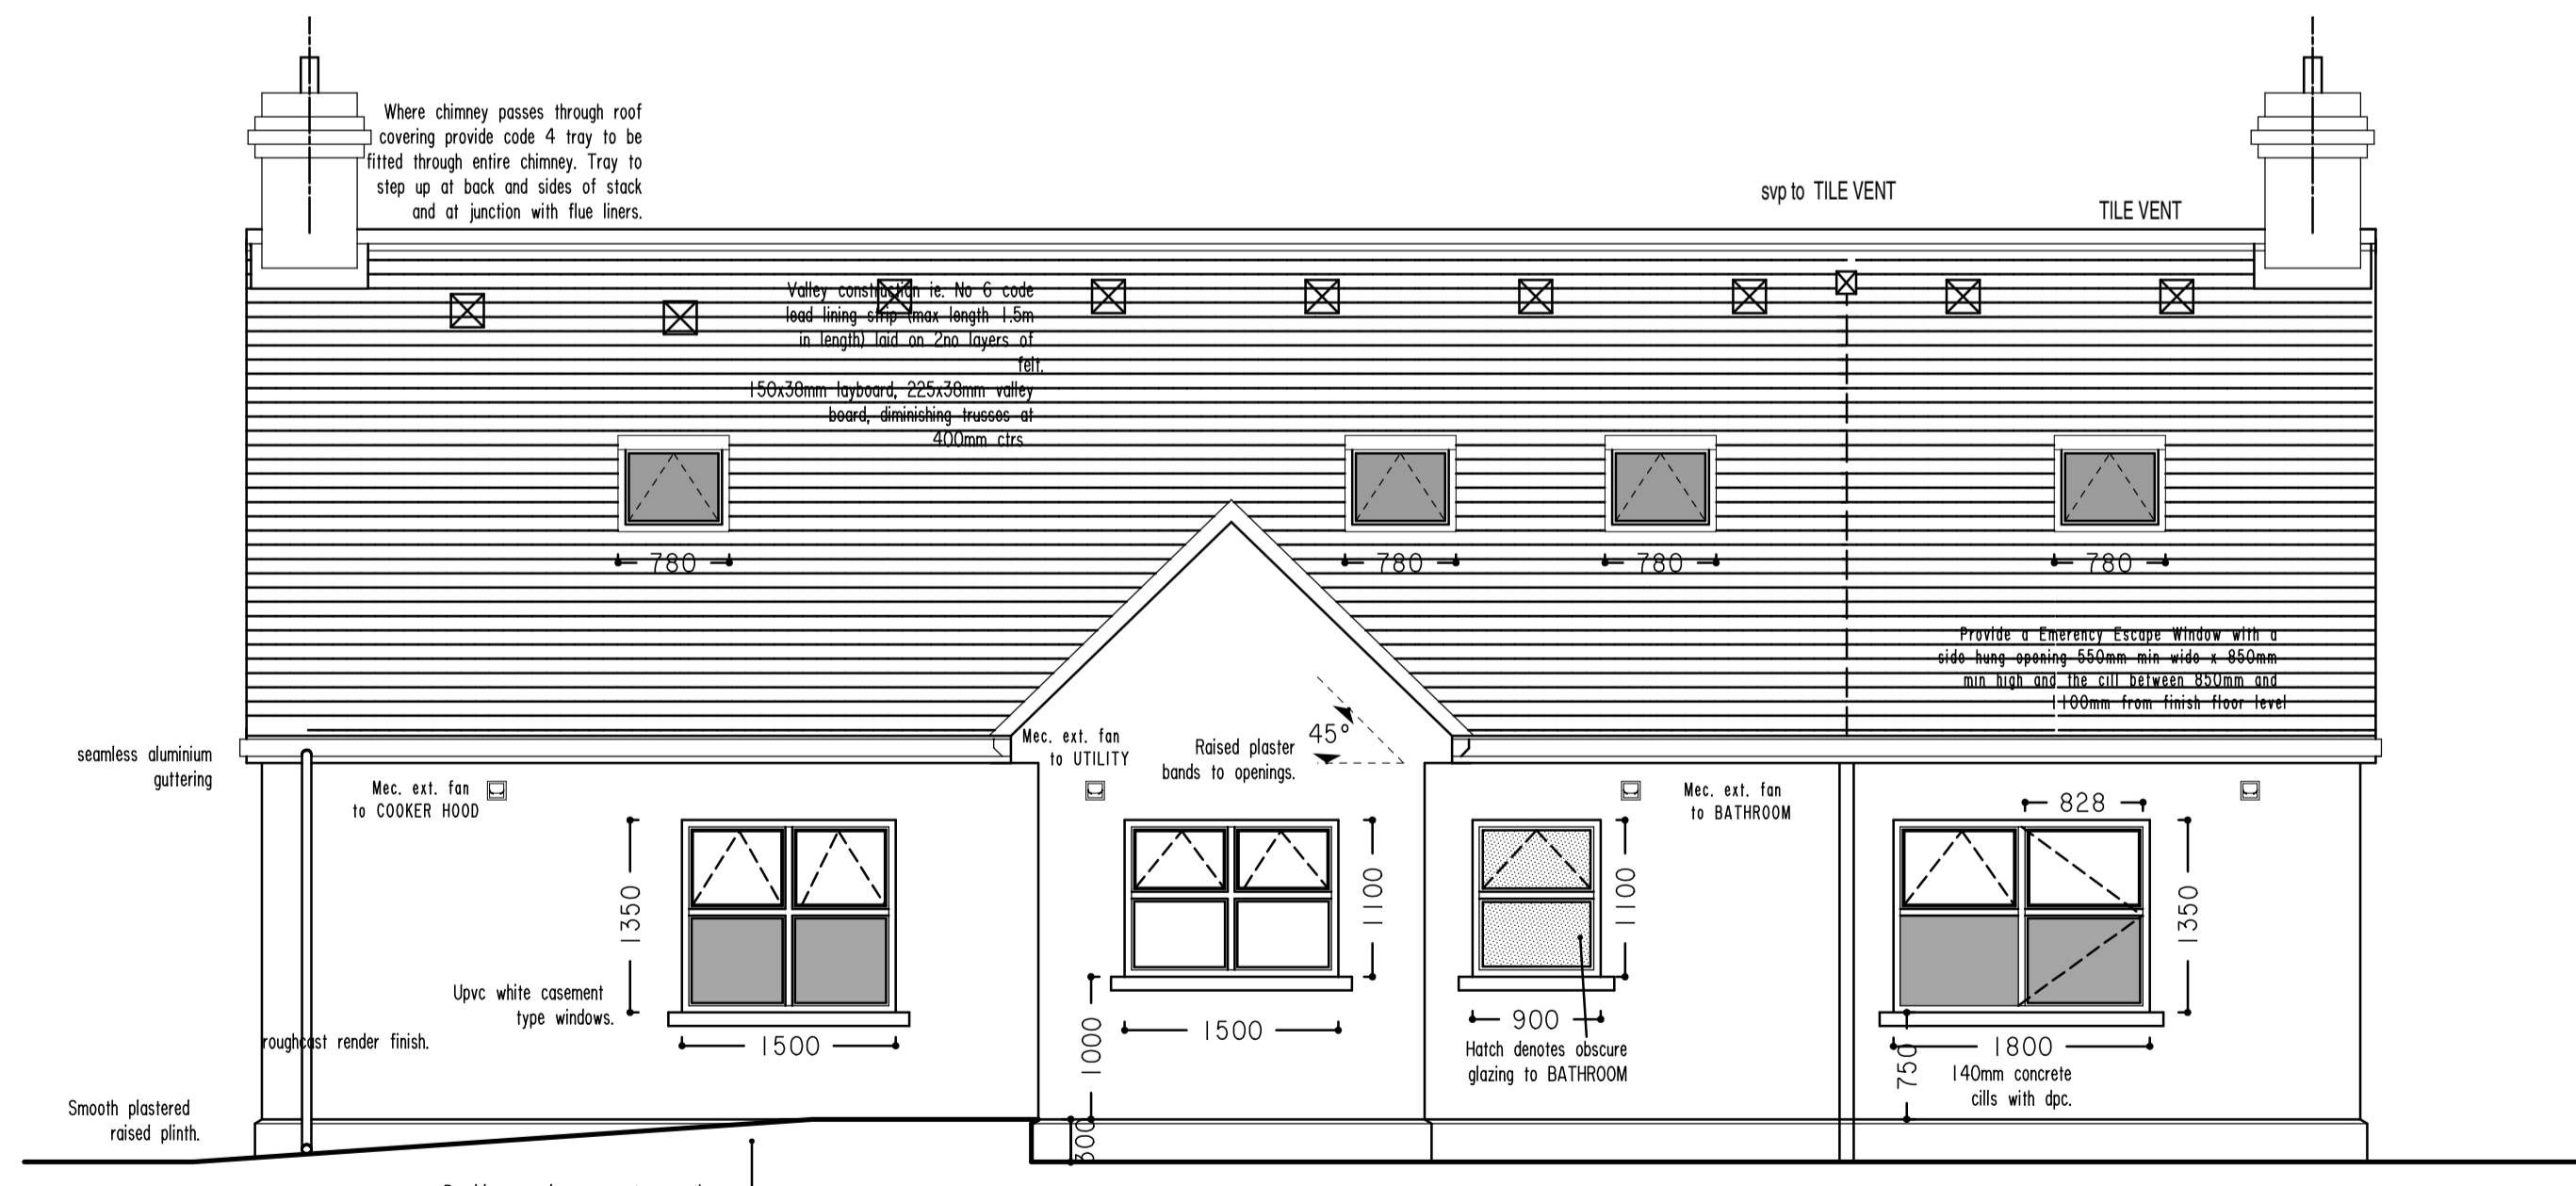 Where chimney passes through roof
covering provide code 4 tray to be
fitted through entire chimney. Tray to
step up at back and sides of stack
and at junction with flue liners.
svp to TILE VENT
TILE VENT
Valley construction ie. No 6 code
lead lining strip (max length 1.5m
in length) laid on 2no layers of
felt.
150x38mm layboard, 225x38mm valley
board, diminishing trusses at
400mm ctrs
780
780
780
780
Provide a Emerency Escape Window with a
side hung opening 550mm min wide x 850mm
min high and the cill between 850mm and
1100mm from finish floor level
seamless aluminium
guttering
Mec. ext. fan
to COOKER HOOD
Mec. ext. fan
to UTILITY
Raised plaster
bands to openings.
45°
Mec. ext. fan
to BATHROOM
828
1350
1100
1100
1350
Upvc white casement
type windows.
roughcast render finish.
1500
1000
1500
900
Hatch denotes obscure
glazing to BATHROOM
1800
750
140mm concrete
cills with dpc.
Smooth plastered
raised plinth.
300